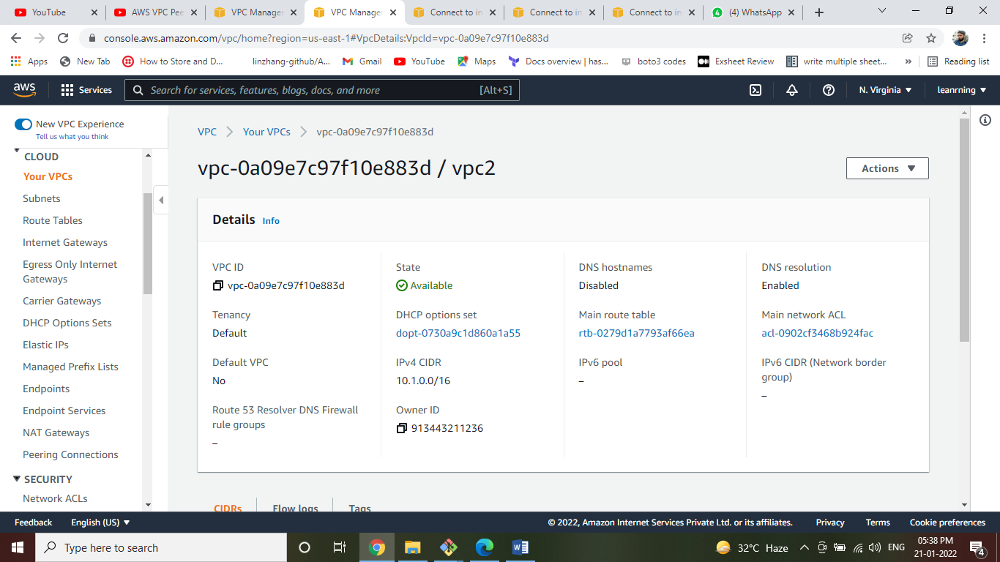 YouTube
AWS VPC Pee
VPC Manage
VPC Manage
Connect to in
Connect to in
Connect to in
(4) WhatsApp
console.aws.amazon.com/vpc/home?region=us-east-1#VpcDetails:VpcId=vpc-0a09e7c97f10e883d
Apps
New Tab
How to Store and D...
linzhang-github/A...
Gmail
YouTube
Maps
Docs overview | has...
boto3 codes
Exsheet Review
write multiple sheet...
»
Reading list
aws
Services
Search for services, features, blogs, docs, and more
[Alt+S]
N. Virginia
leanrning
New VPC Experience
Tell us what you think
CLOUD
Your VPCs
Subnets
Route Tables
Internet Gateways
Egress Only Internet
Gateways
Carrier Gateways
DHCP Options Sets
Elastic IPs
Managed Prefix Lists
Endpoints
Endpoint Services
NAT Gateways
Peering Connections
SECURITY
Network ACLs
VPC
Your VPCs
vpc-0a09e7c97f10e883d
vpc-0a09e7c97f10e883d / vpc2
Actions
Details Info
VPC ID
vpc-0a09e7c97f10e883d
State
Available
DNS hostnames
Disabled
DNS resolution
Enabled
Tenancy
Default
DHCP options set
dopt-0730a9c1d860a1a55
Main route table
rtb-0279d1a7793af66ea
Main network ACL
acl-0902cf3468b924fac
Default VPC
No
IPv4 CIDR
10.1.0.0/16
IPv6 pool
–
IPv6 CIDR (Network border
group)
–
Route 53 Resolver DNS Firewall
rule groups
–
Owner ID
913443211236
CIDRs
Flow logs
Tags
Feedback
English (US)
© 2022, Amazon Internet Services Private Ltd. or its affiliates.
Privacy
Terms
Cookie preferences
Type here to search
32°C Haze
ENG
05:38 PM
21-01-2022
4